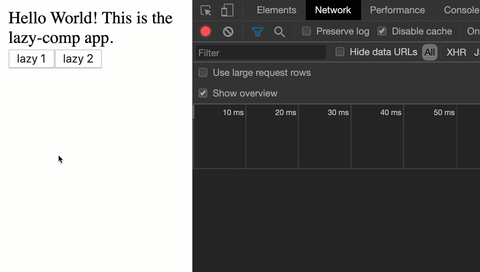 Hello World! This is the
lazy-comp app.
lazy 1 lazy 2
Elements Network Performance Console
Preserve log Disable cache On
Filter Hide data URLs All XHR
Use large request rows
Show overview
10 ms 20 ms 30 ms 40 ms 50 ms